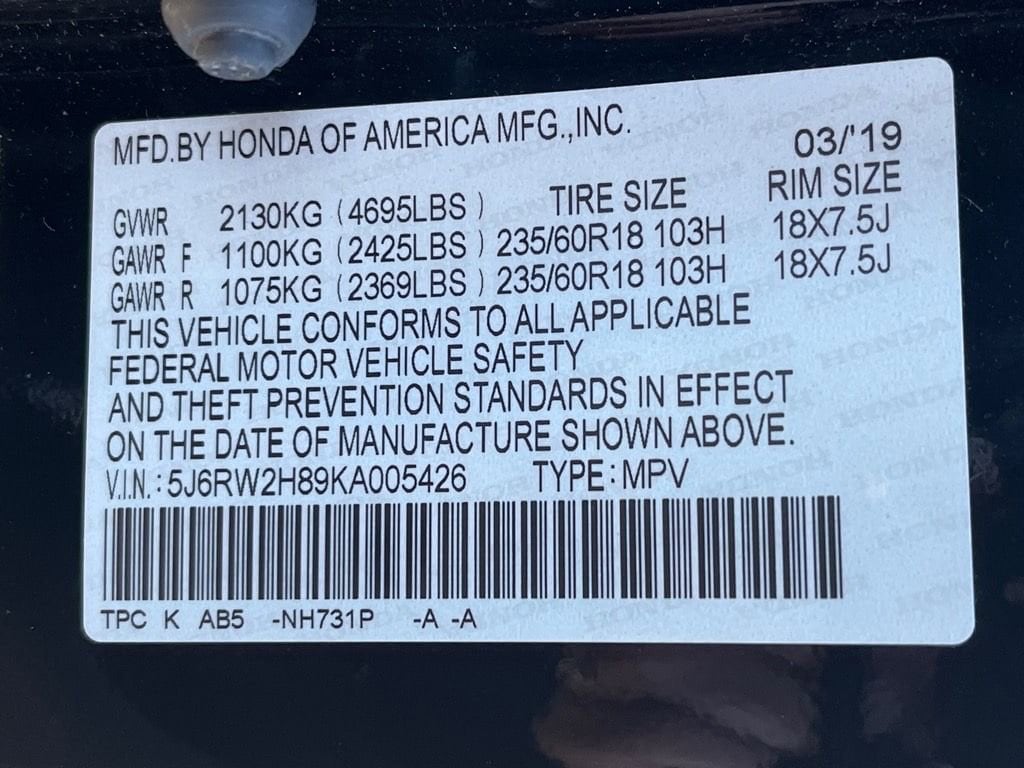 MFD.BY HONDA OF AMERICA MFG.,INC.
03/'19
GVWR 2130KG (4695LBS) TIRE SIZE RIM SIZE
GAWR F 1100KG (2425LBS) 235/60R18 103H 18X7.5J
GAWR R 1075KG (2369LBS) 235/60R18 103H 18X7.5J
THIS VEHICLE CONFORMS TO ALL APPLICABLE
FEDERAL MOTOR VEHICLE SAFETY
AND THEFT PREVENTION STANDARDS IN EFFECT
ON THE DATE OF MANUFACTURE SHOWN ABOVE.
V.I.N.: 5J6RW2H89KA005426 TYPE: MPV
TPC K AB5 -NH731P -A -A